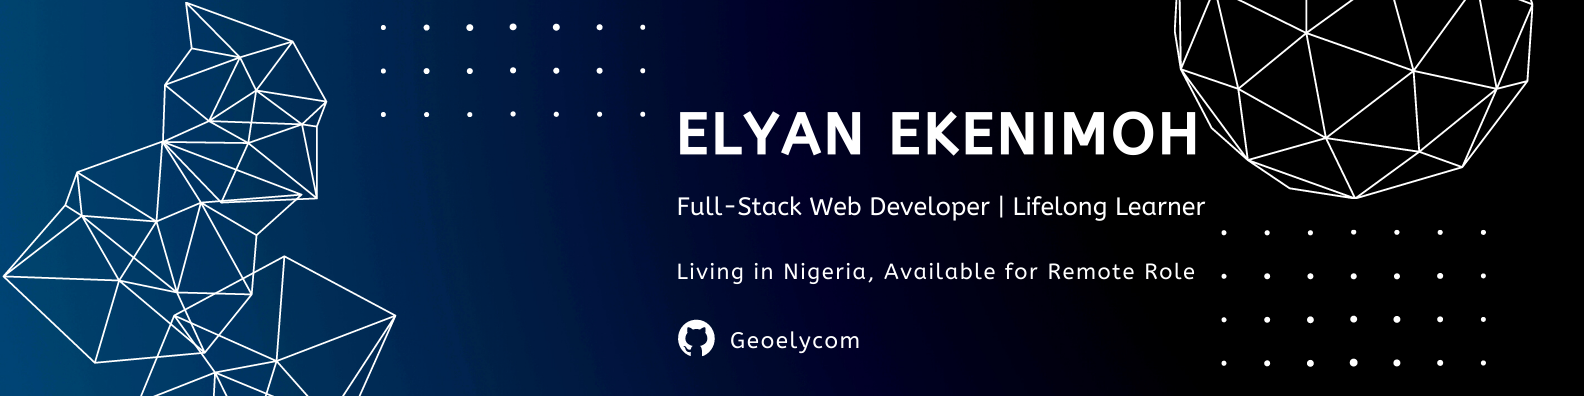 ELYAN EKENIMOH
Full-Stack Web Developer | Lifelong Learner
Living in Nigeria, Available for Remote Role
Geoelycom